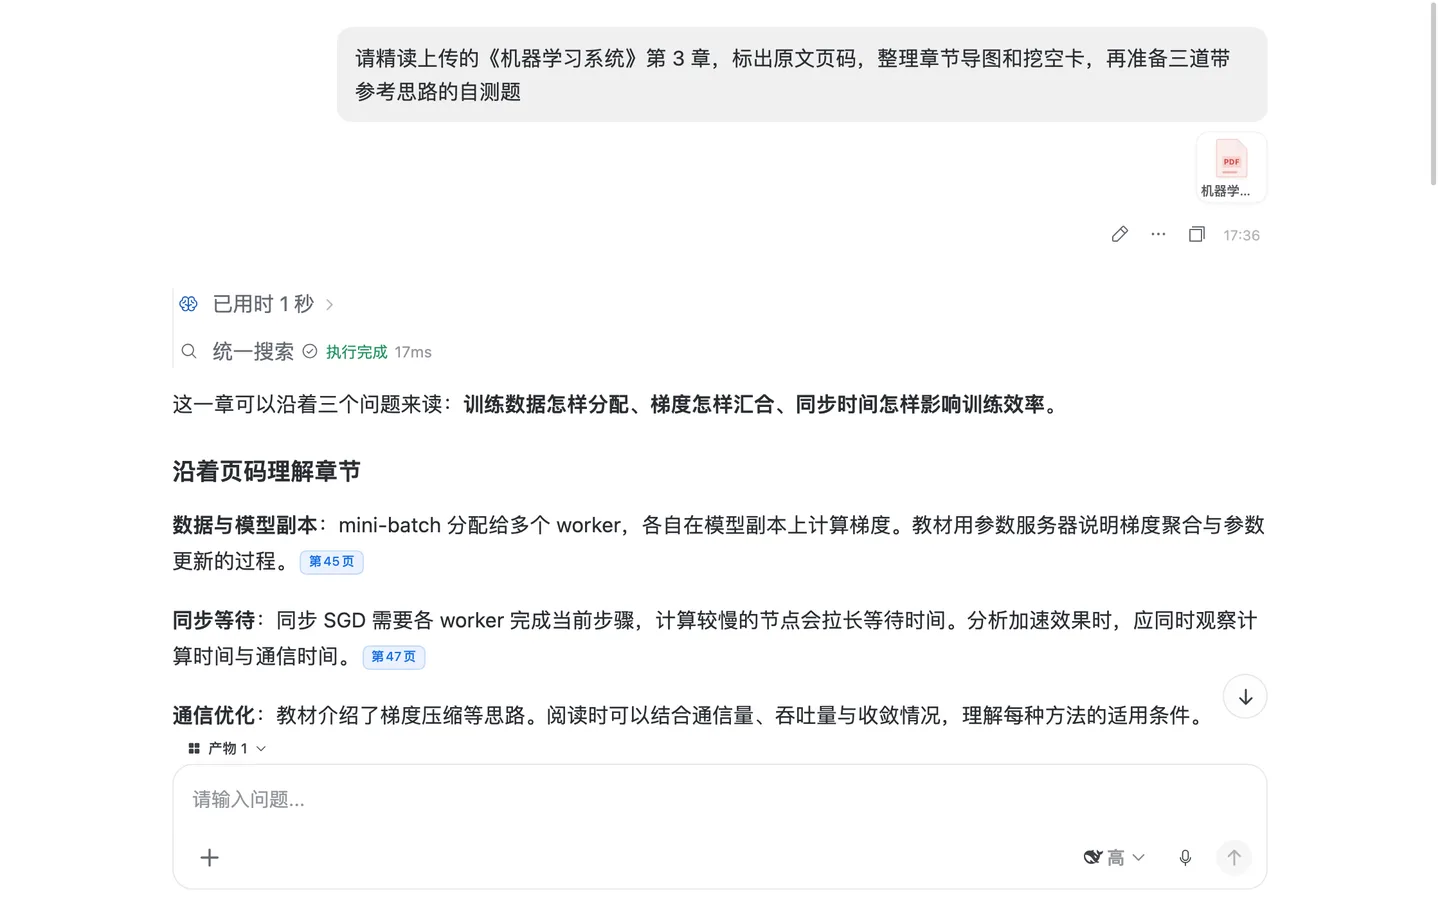 请精读上传的《机器学习系统》第 3 章，标出原文页码，整理章节导图和挖空卡，再准备三道带
参考思路的自测题
PDF
机器学...
17:36
已用时 1 秒
统一搜索 执行完成 17ms
这一章可以沿着三个问题来读：训练数据怎样分配、梯度怎样汇合、同步时间怎样影响训练效率。
沿着页码理解章节
数据与模型副本：mini-batch 分配给多个 worker，各自在模型副本上计算梯度。教材用参数服务器说明梯度聚合与参数
更新的过程。 第45页
同步等待：同步 SGD 需要各 worker 完成当前步骤，计算较慢的节点会拉长等待时间。分析加速效果时，应同时观察计
算时间与通信时间。 第47页
通信优化：教材介绍了梯度压缩等思路。阅读时可以结合通信量、吞吐量与收敛情况，理解每种方法的适用条件。
产物 1
请输入问题...
高